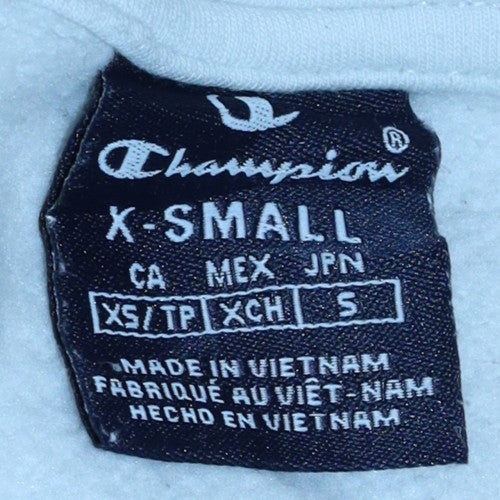 Champion®
X-SMALL
CA MEX JPN
XS/TP XCH S
MADE IN VIETNAM
FABRIQUÉ AU VIÊT-NAM
HECHO EN VIETNAM